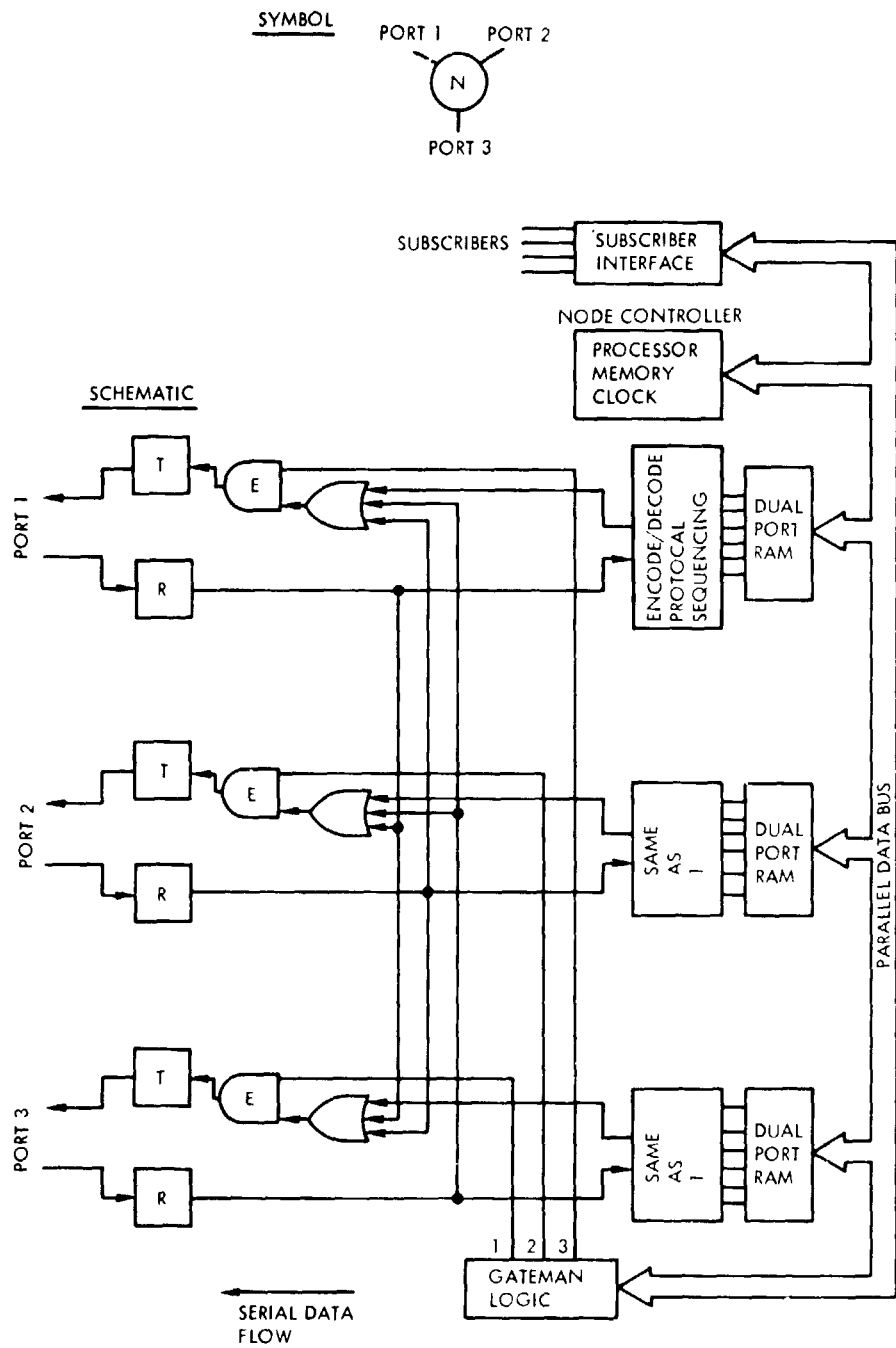 SYMBOL
PORT 1
PORT 2
N
PORT 3
SUBSCRIBERS
SUBSCRIBER
INTERFACE
NODE CONTROLLER
PROCESSOR
MEMORY
CLOCK
SCHEMATIC
PORT 1
T
E
R
ENCODE/DECODE
PROTOCAL
SEQUENCING
DUAL
PORT
RAM
PORT 2
T
E
R
SAME
AS
1
DUAL
PORT
RAM
PARALLEL DATA BUS
PORT 3
T
E
R
SAME
AS
1
DUAL
PORT
RAM
1 2 3
GATEMAN
LOGIC
SERIAL DATA
FLOW